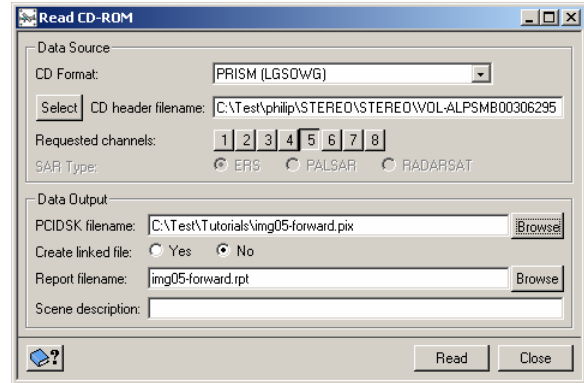 Read CD-ROM
Data Source
CD Format: PRISM (LGSOWG)
Select CD header filename: C:\Test\philip\STEREO\STEREO\VOL-ALPSMB00306295
Requested channels: 1 2 3 4 5 6 7 8
SAR Type: ERS PALSAR RADARSAT
Data Output
PCIDSK filename: C:\Test\Tutorials\img05-forward.pix Browse
Create linked file: Yes No
Report filename: img05-forward.rpt Browse
Scene description:
? Read Close